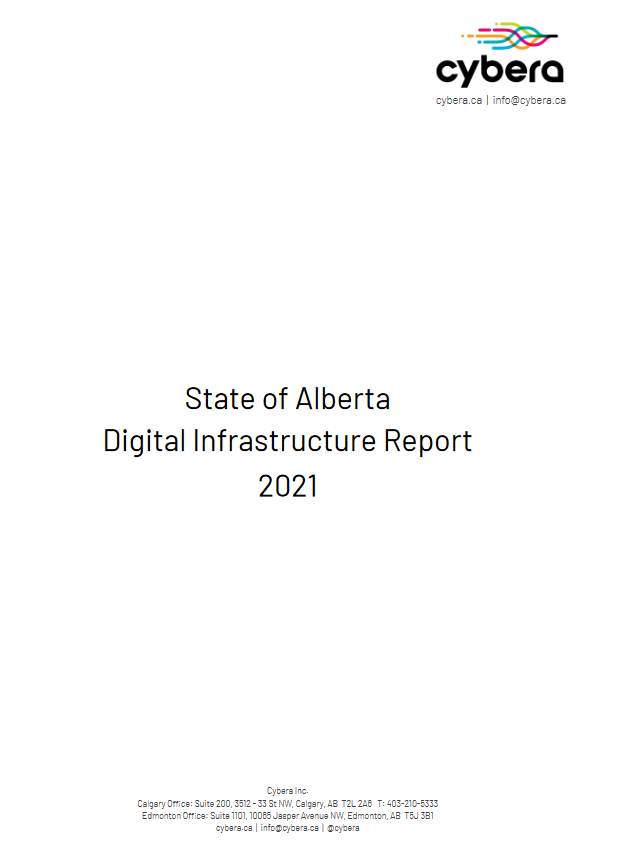 cybera
cybera.ca | info@cybera.ca
State of Alberta
Digital Infrastructure Report
2021
Cybera Inc.
Calgary Office: Suite 200, 3512 - 33 St NW, Calgary, AB T2L 2A6 T: 403-210-5333
Edmonton Office: Suite 1101, 10065 Jasper Avenue NW, Edmonton, AB T5J 3B1
cybera.ca | info@cybera.ca | @cybera